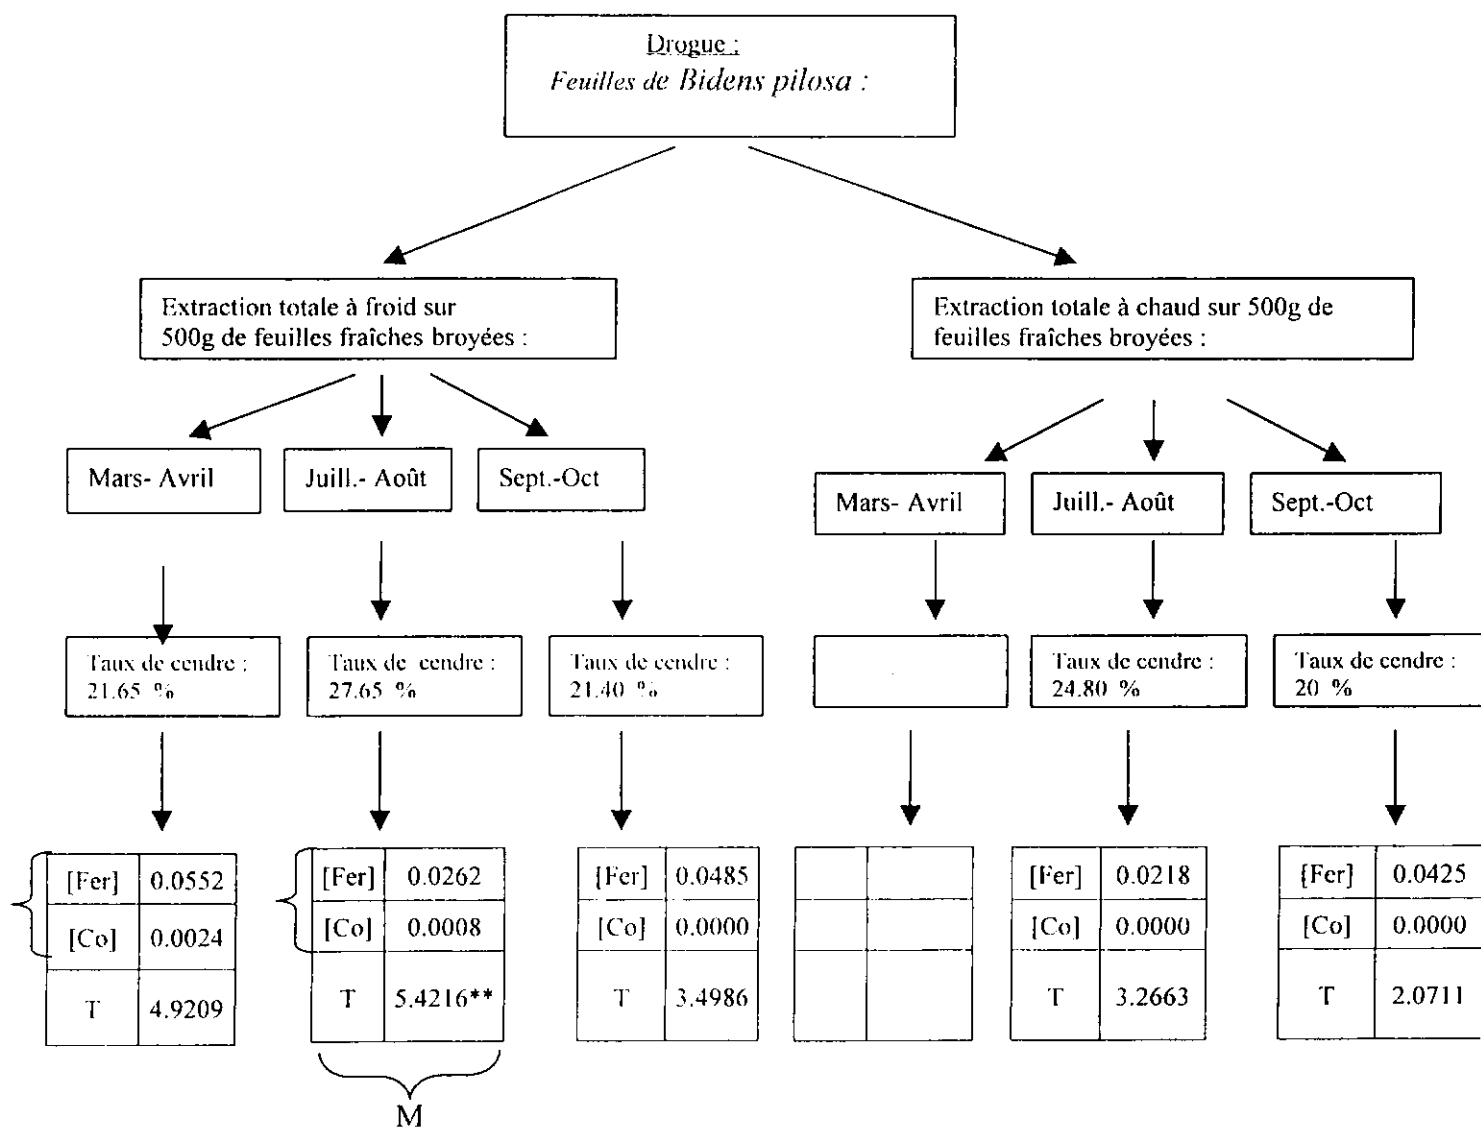 Drogue :
Feuilles de Bidens pilosa :
Extraction totale à froid sur
500g de feuilles fraîches broyées :
Extraction totale à chaud sur 500g de
feuilles fraîches broyées :
Mars- Avril
Juill.- Août
Sept.-Oct
Mars- Avril
Juill.- Août
Sept.-Oct
Taux de cendre :
21.65 %
Taux de cendre :
27.65 %
Taux de cendre :
21.40 %
Taux de cendre :
24.80 %
Taux de cendre :
20 %
[Fer] 0.0552
[Co] 0.0024
T 4.9209
[Fer] 0.0262
[Co] 0.0008
T 5.4216**
[Fer] 0.0485
[Co] 0.0000
T 3.4986
[Fer] 0.0218
[Co] 0.0000
T 3.2663
[Fer] 0.0425
[Co] 0.0000
T 2.0711
M